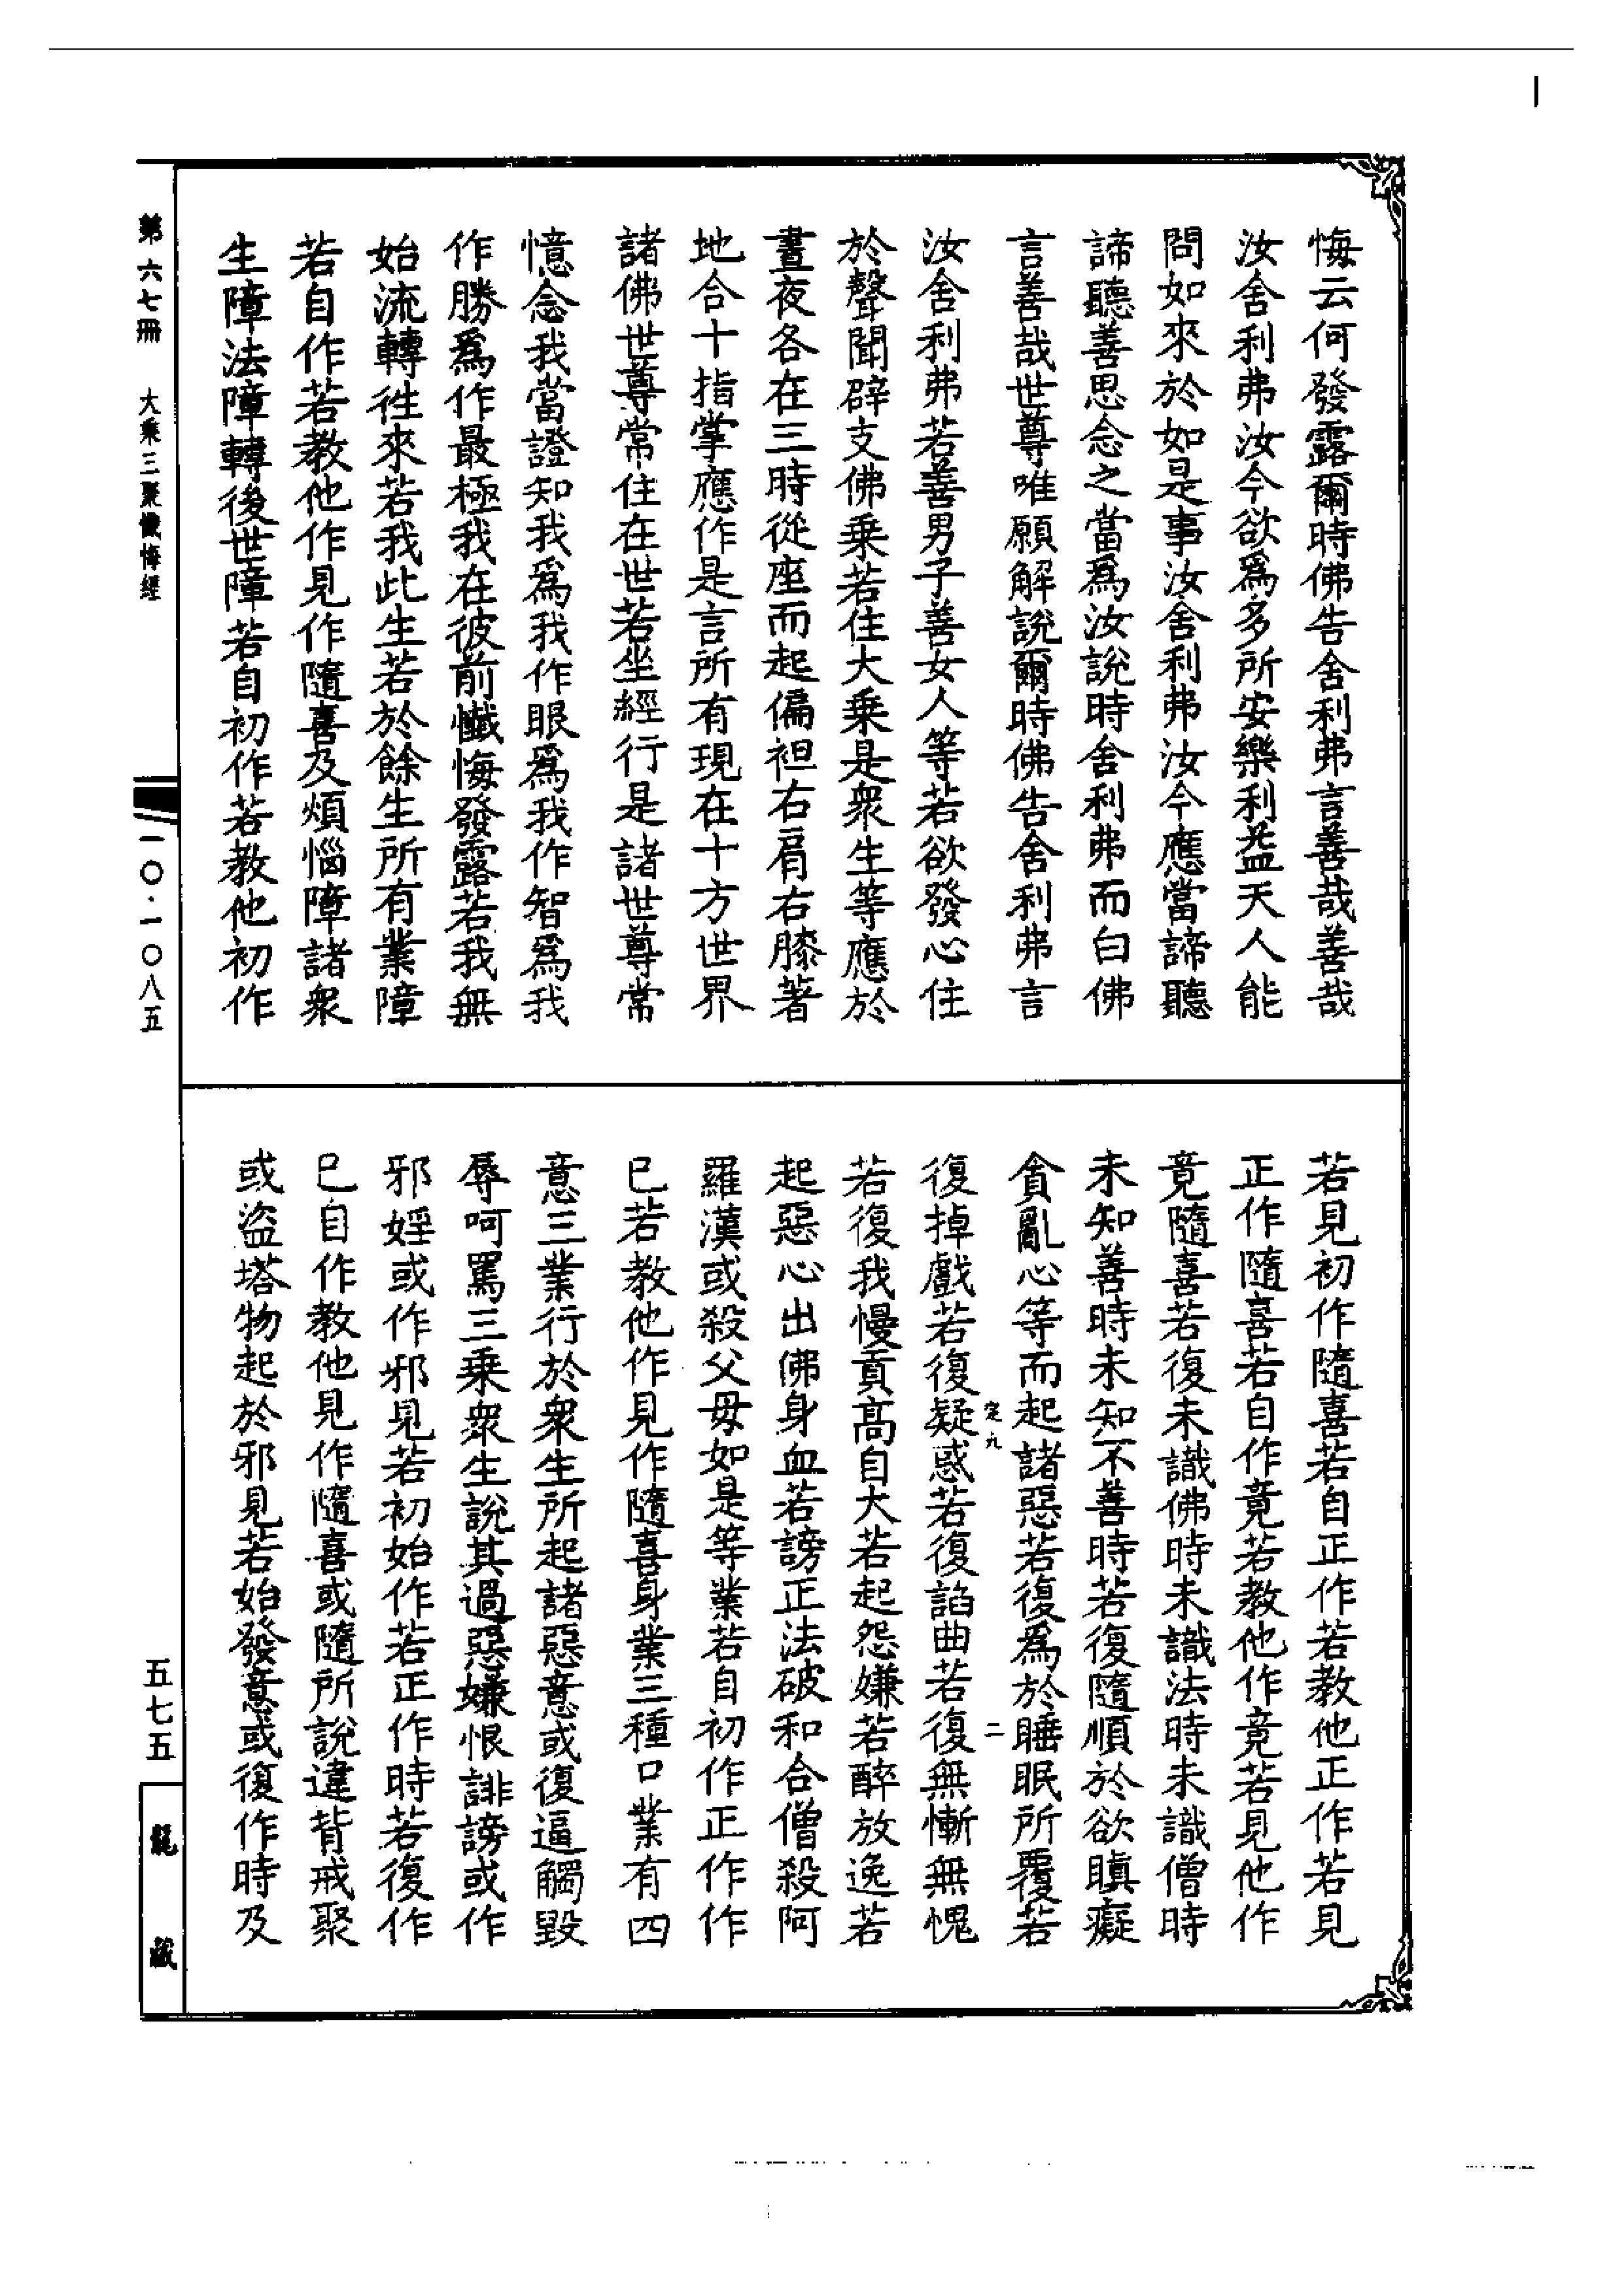 悔云何發露爾時佛告舍利弗言善哉善哉
汝舍利弗汝今欲爲多所安樂利益天人能
問如來於如是事汝舍利弗汝今應當諦聽
諦聽善思念之當爲汝說時舍利弗而白佛
言善哉世尊唯願解說爾時佛告舍利弗言
汝舍利弗若善男子善女人等若欲發心住
於聲聞辟支佛乗若住大乗是衆生等應於
晝夜各在三時從座而起偏袒右肩右膝著
地合十指掌應作是言所有現在十方世界
諸佛世尊常住在世若坐經行是諸世尊常
憶念我當證知我爲我作眼爲我作智爲我
作勝爲作最極我在彼前懺悔發露若我無
始流轉徃來若我此生若於餘生所有業障
若自作若教他作見作隨喜及煩惱障諸衆
生障法障轉後世障若自初作若教他初作
若見初作隨喜若自正作若教他正作若見
正作隨喜若自作竟若教他作竟若見他作
竟隨喜若復未識佛時未識法時未識僧時
未知善時未知不善時若復隨順於欲瞋癡
貪亂心等而起諸惡若復爲於睡眠所覆若
定九
二
復掉戲若復疑惑若復諂曲若復無慚無愧
若復我慢貢高自大若起怨嫌若醉放逸若
起惡心出佛身血若謗正法破和合僧殺阿
羅漢或殺父母如是等業若自初作正作作
已若教他作見作隨喜身業三種口業有四
意三業行於衆生所起諸惡意或復逼觸毀
辱呵罵三乗衆生說其過惡嫌恨誹謗或作
邪婬或作邪見若初始作若正作時若復作
已自作教他見作隨喜或隨所說違背戒聚
或盜塔物起於邪見若始發意或復作時及
第六七冊
大乘三聚懺悔經
一〇·一〇八五
五七五
龍藏